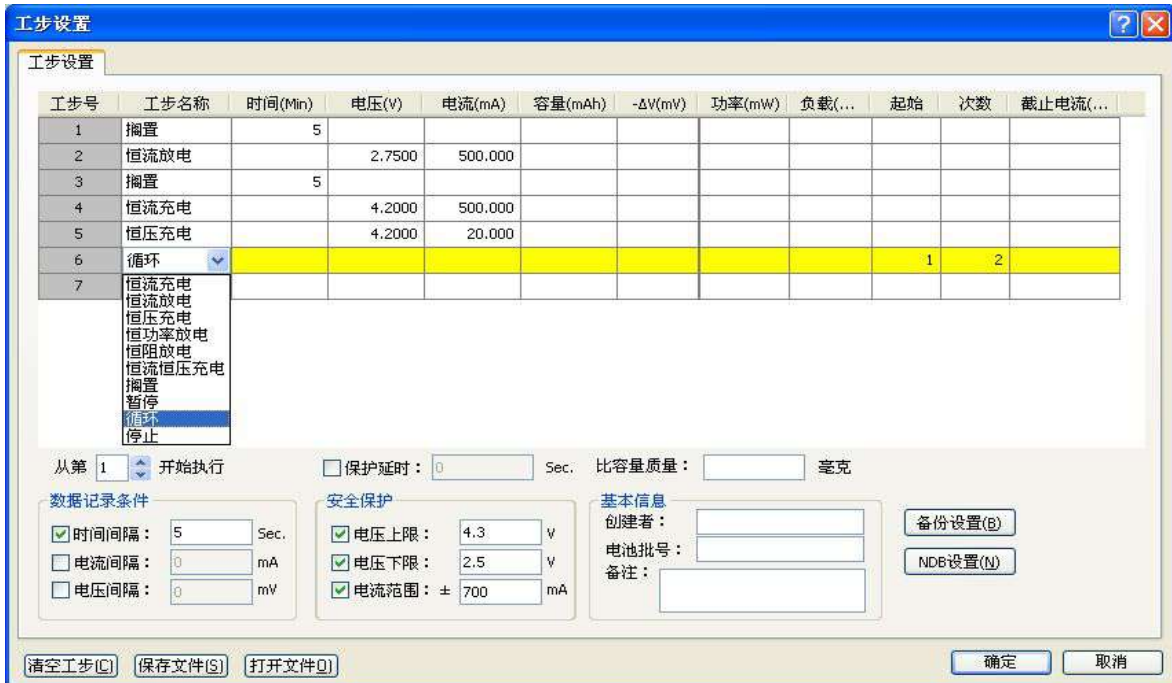 工步设置
工步设置
工步号 工步名称 时间(Min) 电压(V) 电流(mA) 容量(mAh) -ΔV(mV) 功率(mW) 负载(... 起始 次数 截止电流(...
1 搁置 5
2 恒流放电 2.7500 500.000
3 搁置 5
4 恒流充电 4.2000 500.000
5 恒压充电 4.2000 20.000
6 循环 1 2
7
恒流充电
恒流放电
恒压充电
恒功率放电
恒阻放电
恒流恒压充电
搁置
暂停
循环
停止
从第 1 开始执行 保护延时： 0 Sec. 比容量质量： 毫克
数据记录条件
时间间隔： 5 Sec.
电流间隔： 0 mA
电压间隔： 0 mV
安全保护
电压上限： 4.3 V
电压下限： 2.5 V
电流范围：± 700 mA
基本信息
创建者：
电池批号：
备注：
备份设置(B)
NDB设置(N)
清空工步(C) 保存文件(S) 打开文件(O) 确定 取消